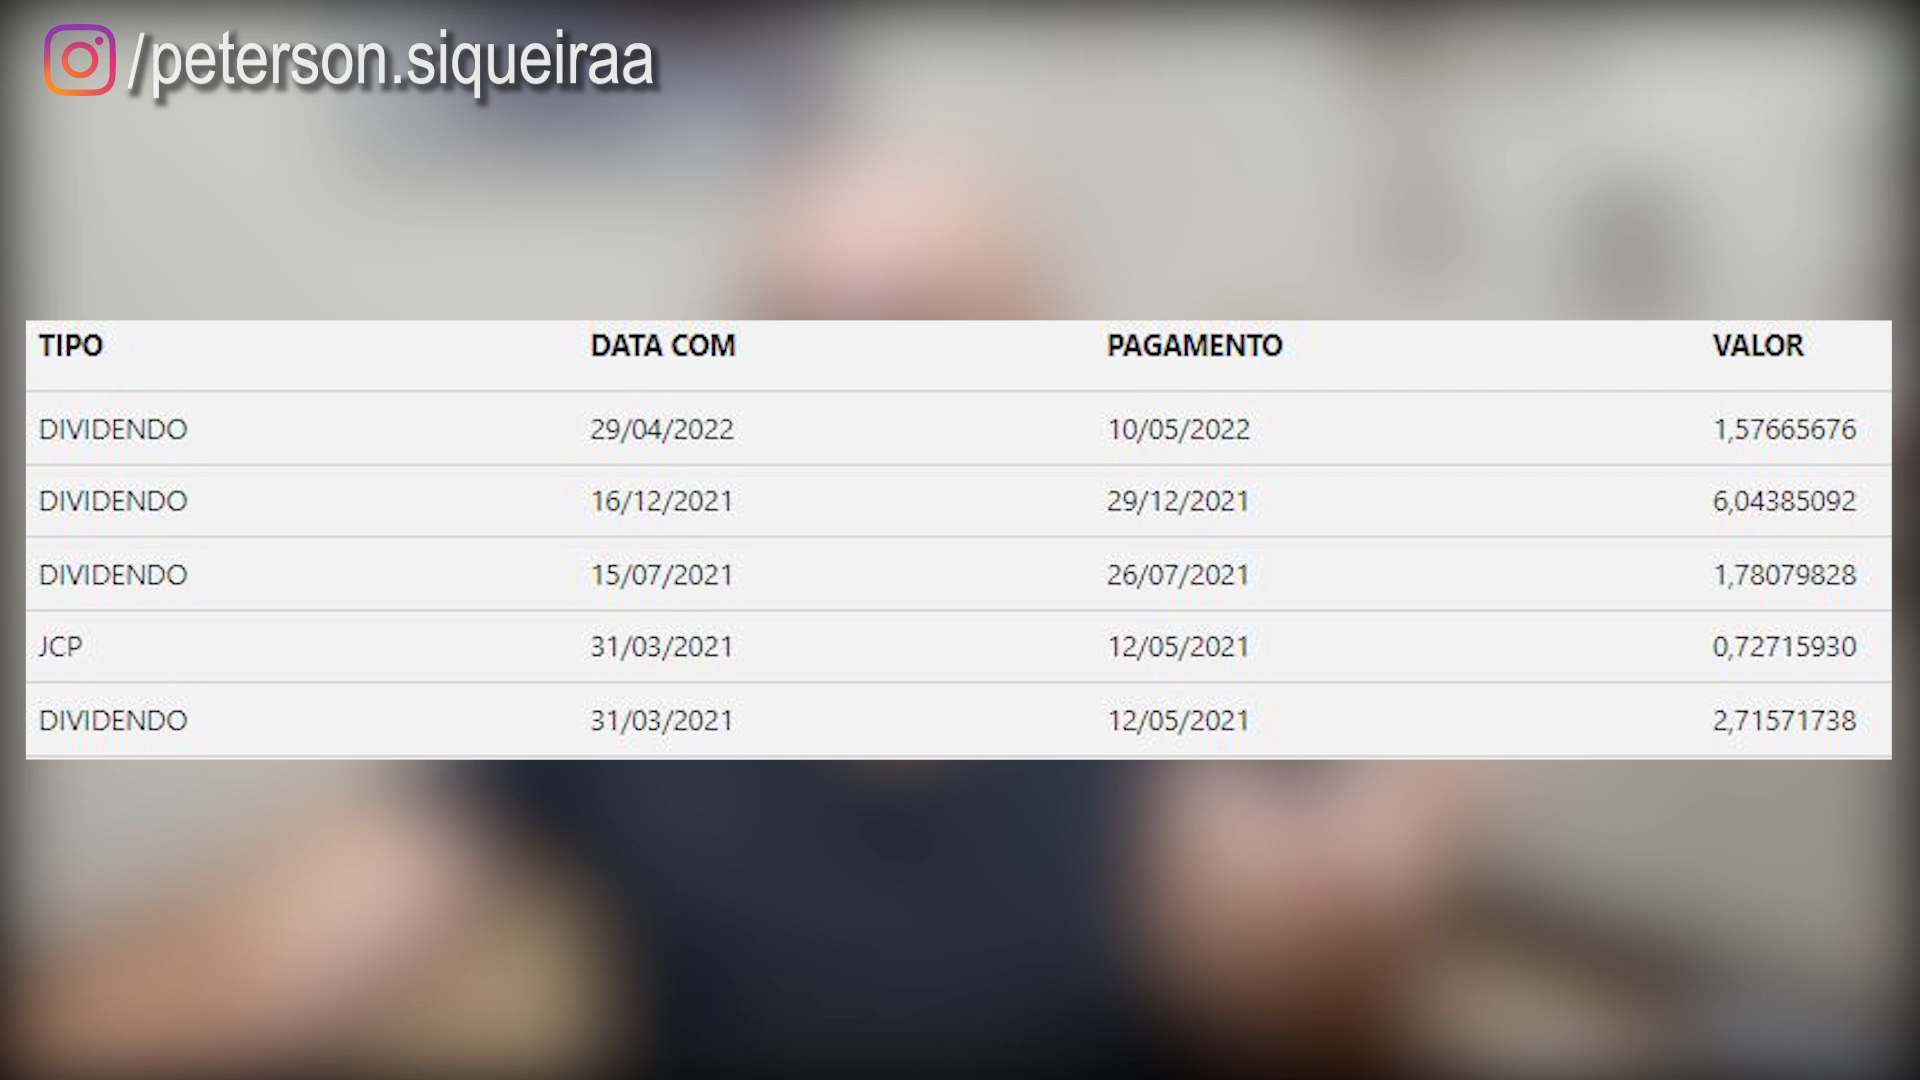 /peterson.siqueiraa
TIPO DATA COM PAGAMENTO VALOR
DIVIDENDO 29/04/2022 10/05/2022 1,57665676
DIVIDENDO 16/12/2021 29/12/2021 6,04385092
DIVIDENDO 15/07/2021 26/07/2021 1,78079828
JCP 31/03/2021 12/05/2021 0,72715930
DIVIDENDO 31/03/2021 12/05/2021 2,71571738